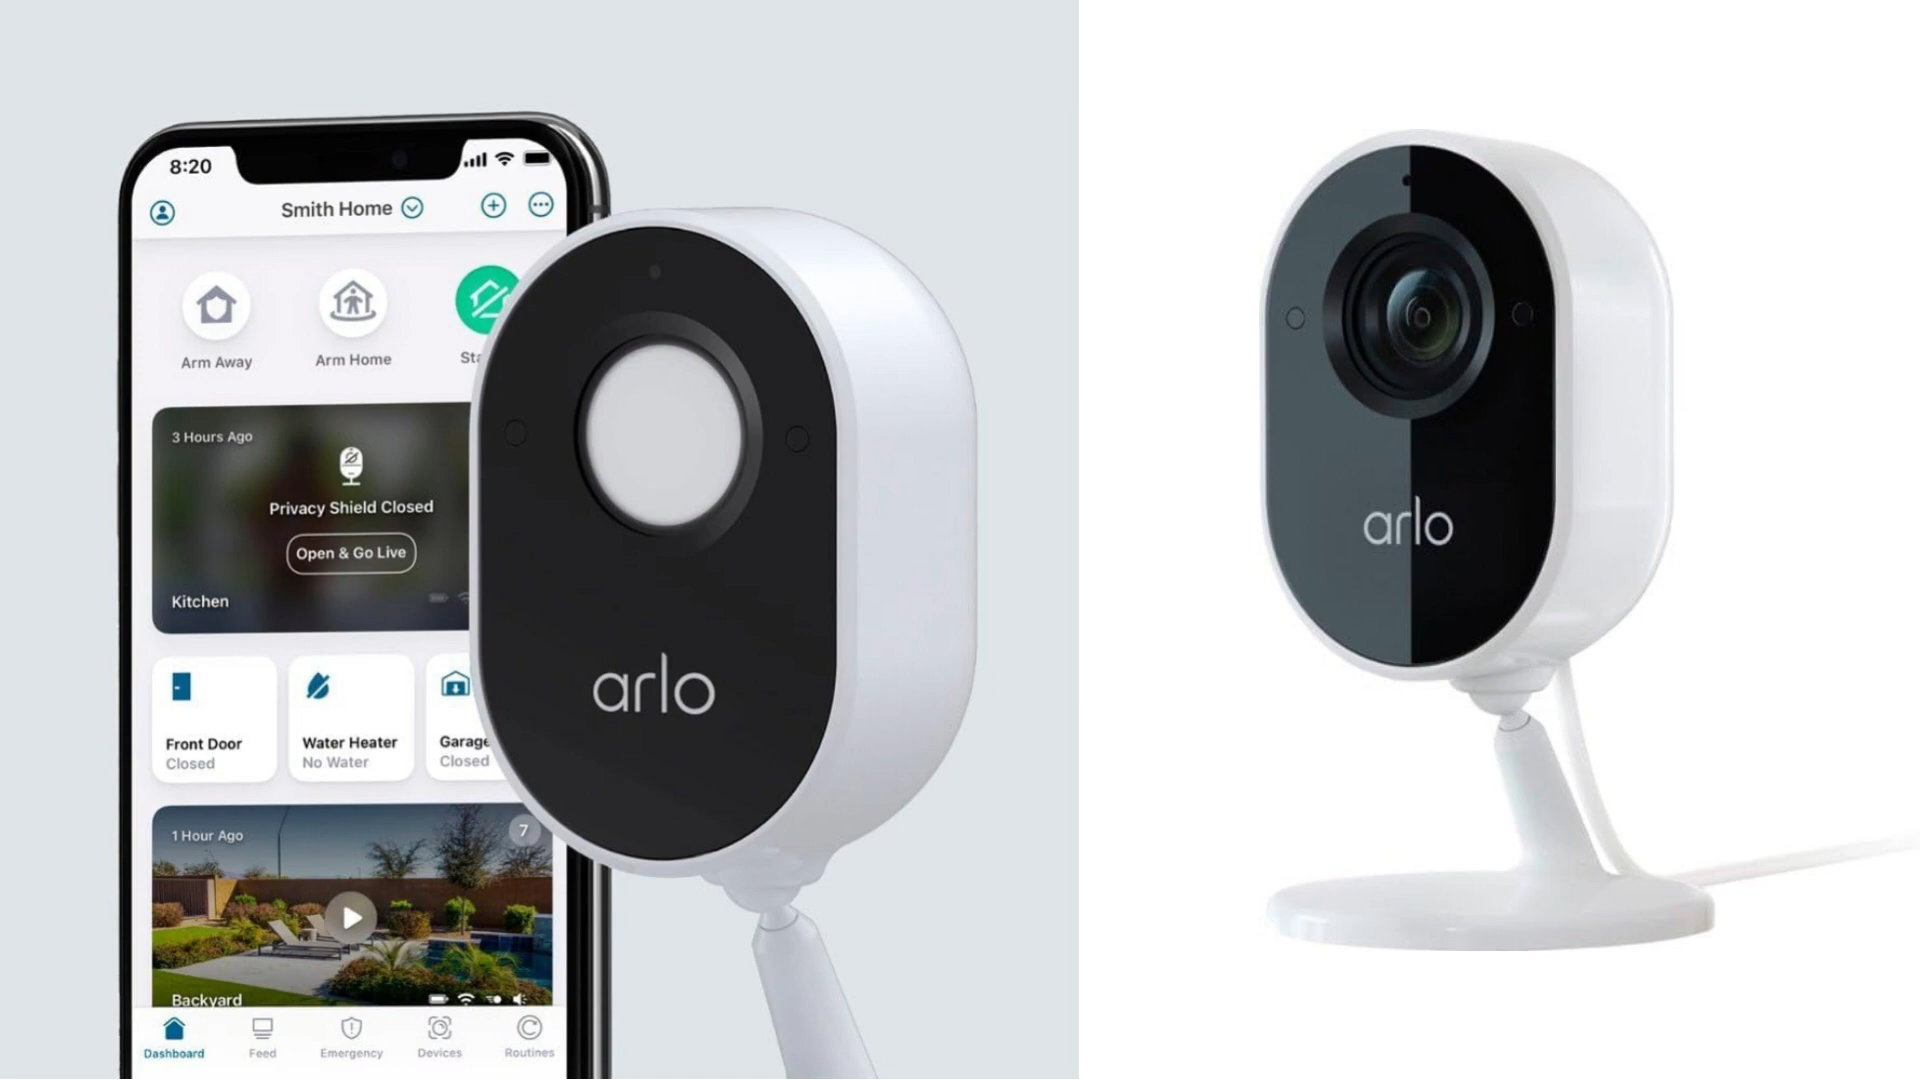 8:20
Smith Home
Arm Away
Arm Home
Sta
3 Hours Ago
Privacy Shield Closed
Open & Go Live
Kitchen
Front Door
Closed
Water Heater
No Water
Garage
Closed
1 Hour Ago
7
Backyard
Dashboard
Feed
Emergency
Devices
Routines
arlo
arlo